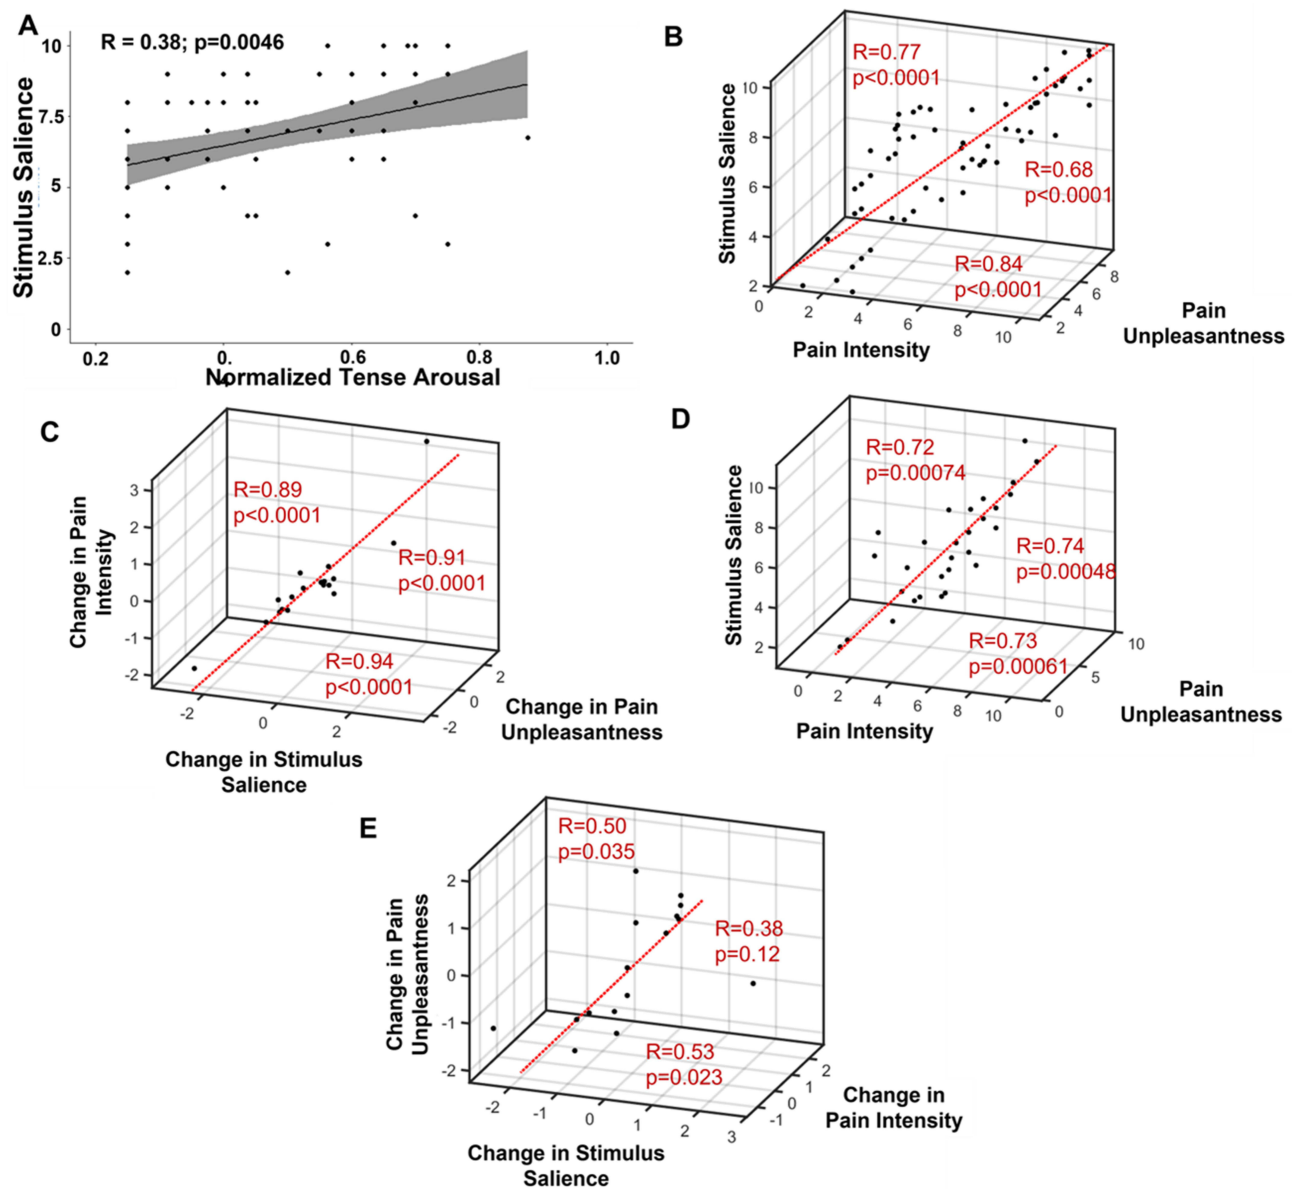 A
R = 0.38; p=0.0046
Stimulus Salience
10
7.5
5
2.5
0
0.2
0.
4
0.6
0.8
1.0
Normalized Tense Arousal
B
R=0.77
p<0.0001
R=0.68
p<0.0001
R=0.84
p<0.0001
Stimulus Salience
10
8
6
4
2
0
2
4
6
8
10
Pain Intensity
2
4
6
8
Pain
Unpleasantness
C
R=0.89
p<0.0001
R=0.91
p<0.0001
R=0.94
p<0.0001
Change in Pain
Intensity
3
2
1
0
-1
-2
-2
0
2
Change in Stimulus
Salience
-2
0
2
Change in Pain
Unpleasantness
D
R=0.72
p=0.00074
R=0.74
p=0.00048
R=0.73
p=0.00061
Stimulus Salience
10
8
6
4
2
0
2
4
6
8
10
Pain Intensity
0
5
10
Pain
Unpleasantness
E
R=0.50
p=0.035
R=0.38
p=0.12
R=0.53
p=0.023
Change in Pain
Unpleasantness
2
1
0
-1
-2
-2
-1
0
1
2
3
Change in Stimulus
Salience
-1
0
1
2
Change in
Pain Intensity